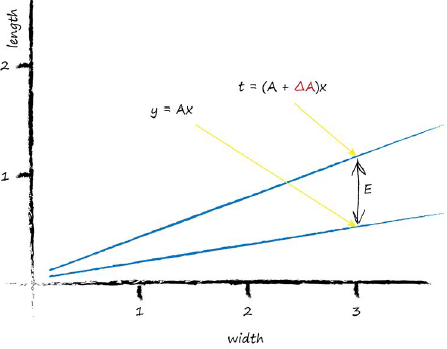 length
2
t = (A + ΔA)x
y = Ax
1
E
1 2 3
width